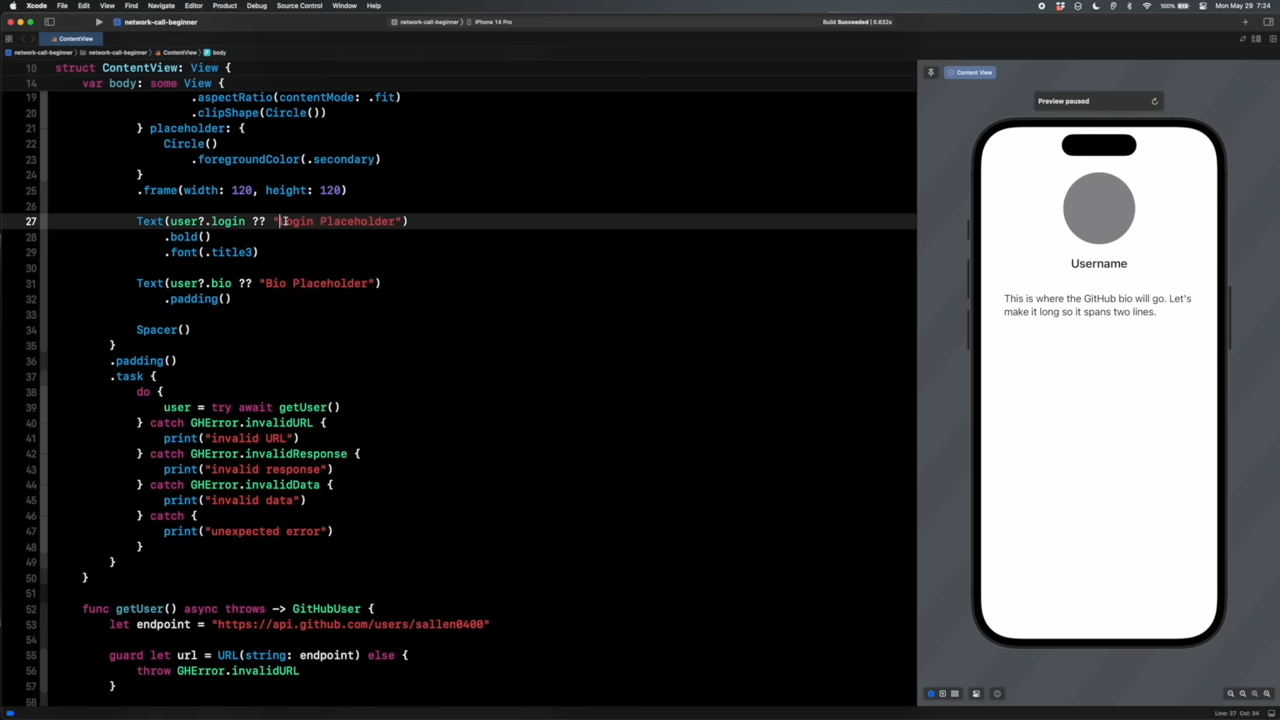 Xcode File Edit View Find Navigate Editor Product Debug Source Control Window Help 100% Mon May 29 7:24
network-call-beginner network-call-beginner › iPhone 14 Pro Build Succeeded | 0.632s
ContentView
network-call-beginner › network-call-beginner › ContentView › body
10 struct ContentView: View {
14 var body: some View {
19 .aspectRatio(contentMode: .fit)
20 .clipShape(Circle())
21 } placeholder: {
22 Circle()
23 .foregroundColor(.secondary)
24 }
25 .frame(width: 120, height: 120)
26
27 Text(user?.login ?? "Login Placeholder")
28 .bold()
29 .font(.title3)
30
31 Text(user?.bio ?? "Bio Placeholder")
32 .padding()
33
34 Spacer()
35 }
36 .padding()
37 .task {
38 do {
39 user = try await getUser()
40 } catch GHError.invalidURL {
41 print("invalid URL")
42 } catch GHError.invalidResponse {
43 print("invalid response")
44 } catch GHError.invalidData {
45 print("invalid data")
46 } catch {
47 print("unexpected error")
48 }
49 }
50 }
51
52 func getUser() async throws -> GitHubUser {
53 let endpoint = "https://api.github.com/users/sallen0400"
54
55 guard let url = URL(string: endpoint) else {
56 throw GHError.invalidURL
57 }
58
Content View
Preview paused
Username
This is where the GitHub bio will go. Let's
make it long so it spans two lines.
Line: 27 Col: 34